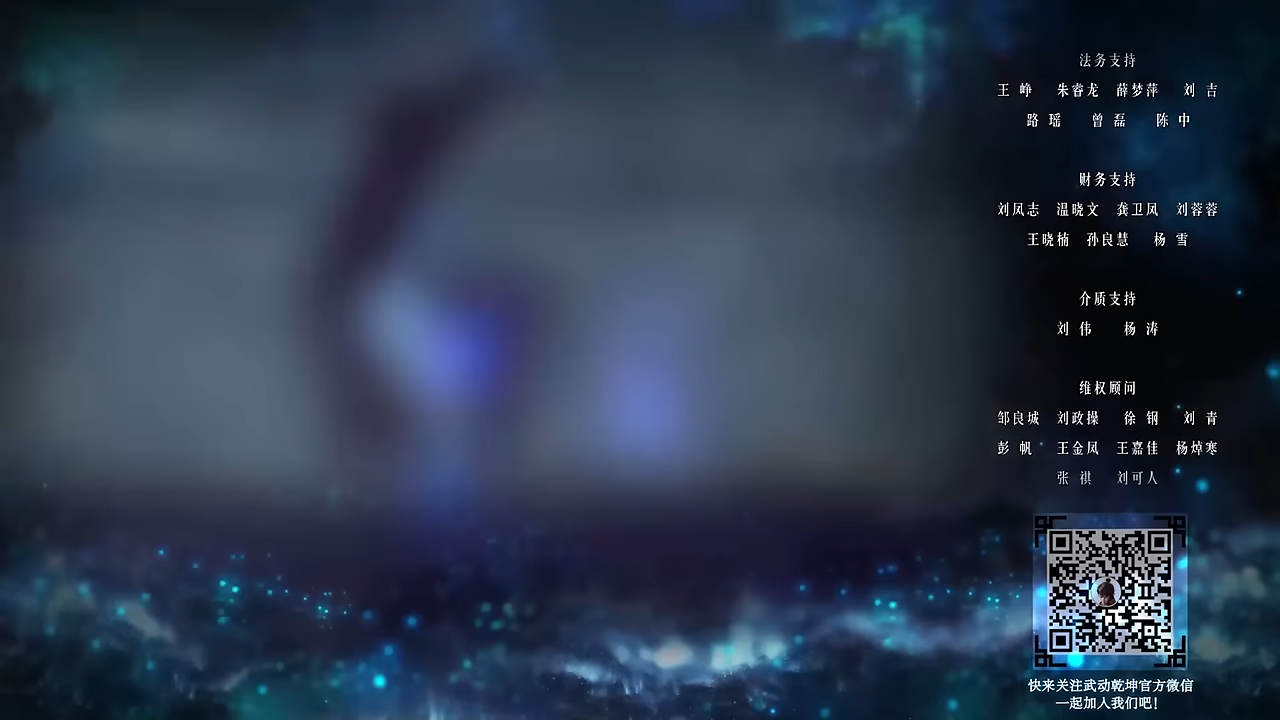 法务支持
王 峥 朱睿龙 薛梦萍 刘 吉
路 瑶 曾 磊 陈 中
财务支持
刘凤志 温晓文 龚卫凤 刘蓉蓉
王晓楠 孙良慧 杨 雪
介质支持
刘 伟 杨 涛
维权顾问
邹良城 刘政操 徐 钢 刘 青
彭 帆 王金凤 王嘉佳 杨焯寒
张 祺 刘可人
快来关注武动乾坤官方微信
一起加入我们吧！